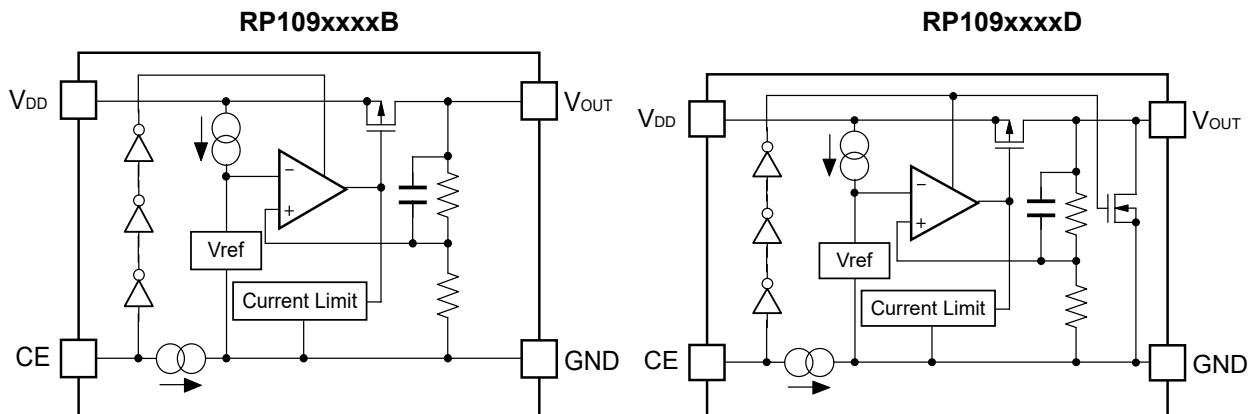 RP109xxxxB
VDD
VOUT
−
+
Vref
Current Limit
CE
GND
RP109xxxxD
VDD
VOUT
−
+
Vref
Current Limit
CE
GND